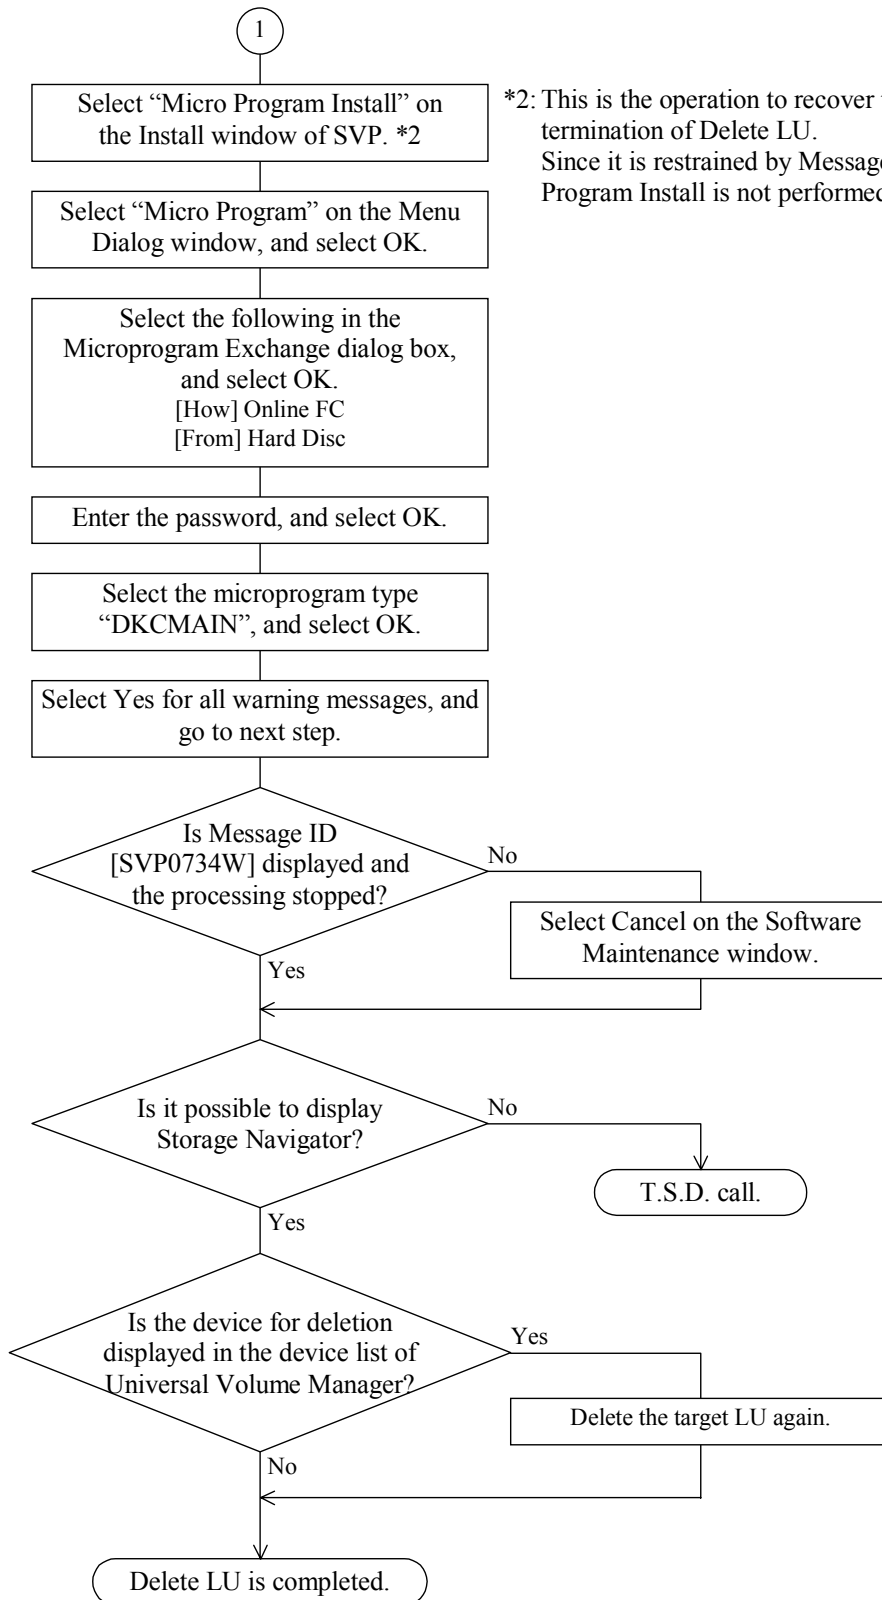 1
Select “Micro Program Install” on
the Install window of SVP. *2
*2: This is the operation to recover
termination of Delete LU.
Since it is restrained by Message
Program Install is not performed
Select “Micro Program” on the Menu
Dialog window, and select OK.
Select the following in the
Microprogram Exchange dialog box,
and select OK.
[How] Online FC
[From] Hard Disc
Enter the password, and select OK.
Select the microprogram type
“DKCMAIN”, and select OK.
Select Yes for all warning messages, and
go to next step.
Is Message ID
[SVP0734W] displayed and
the processing stopped?
No
Select Cancel on the Software
Maintenance window.
Yes
Is it possible to display
Storage Navigator?
No
T.S.D. call.
Yes
Is the device for deletion
displayed in the device list of
Universal Volume Manager?
Yes
Delete the target LU again.
No
Delete LU is completed.